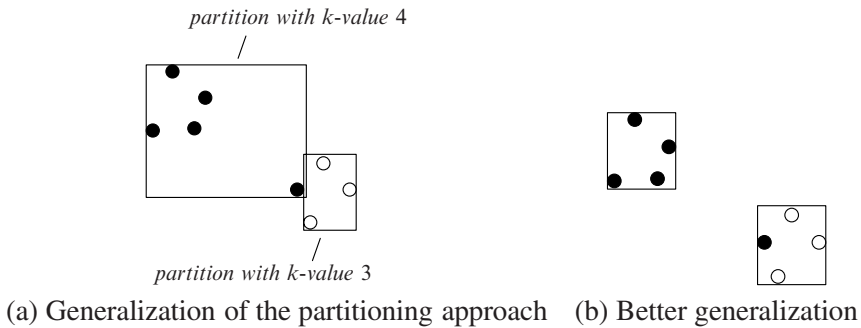 partition with k-value 4
partition with k-value 3
(a) Generalization of the partitioning approach
(b) Better generalization